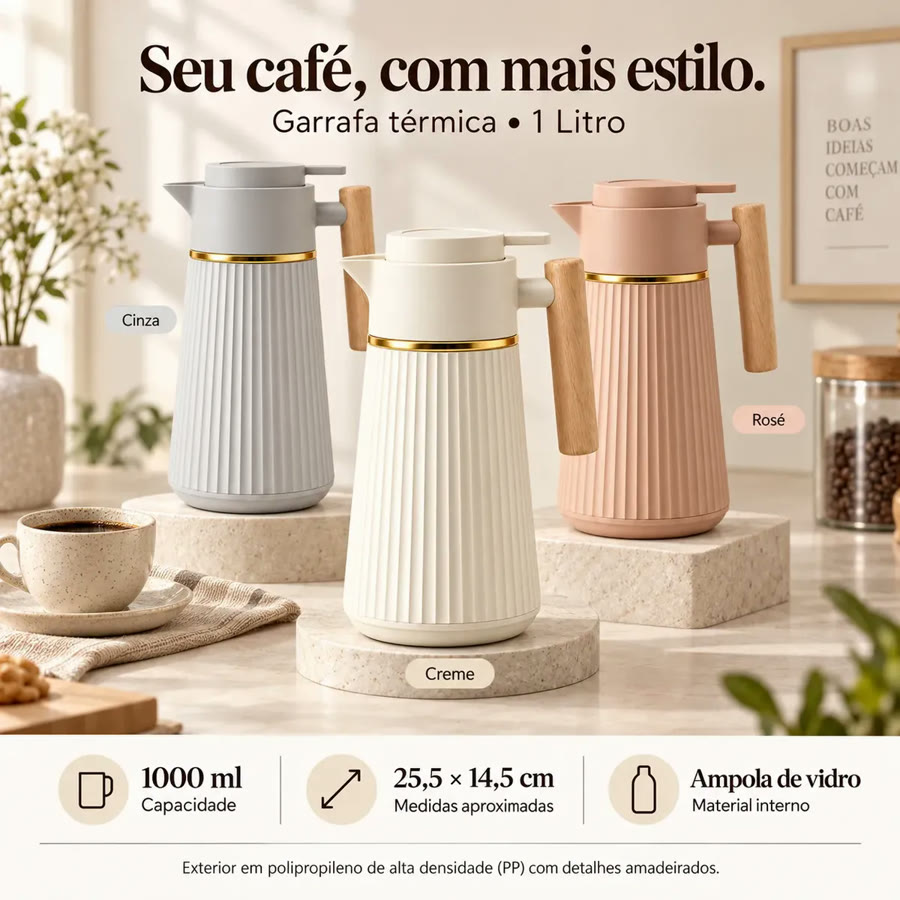 Seu café, com mais estilo.
Garrafa térmica • 1 Litro
BOAS
IDEIAS
COMEÇAM
COM
CAFÉ
Cinza
Rosé
Creme
1000 ml
Capacidade
25,5 × 14,5 cm
Medidas aproximadas
Ampola de vidro
Material interno
Exterior em polipropileno de alta densidade (PP) com detalhes amadeirados.